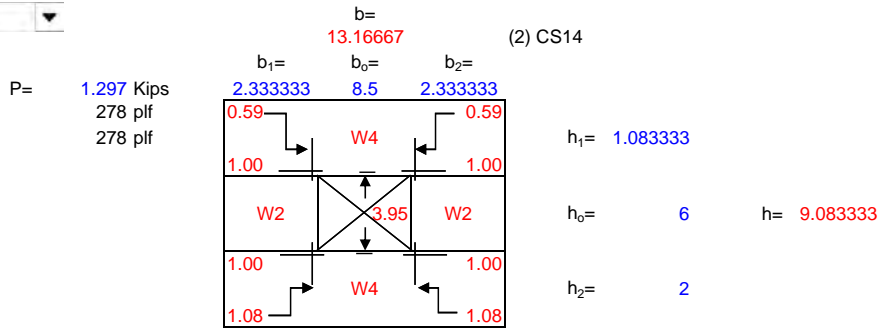 b=
13.16667 (2) CS14
b₁= bₒ= b₂=
P= 1.297 Kips 2.333333 8.5 2.333333
278 plf 0.59 0.59
278 plf W4 h₁= 1.083333
1.00 1.00
W2 3.95 W2 hₒ= 6 h= 9.083333
1.00 1.00
W4 h₂= 2
1.08 1.08